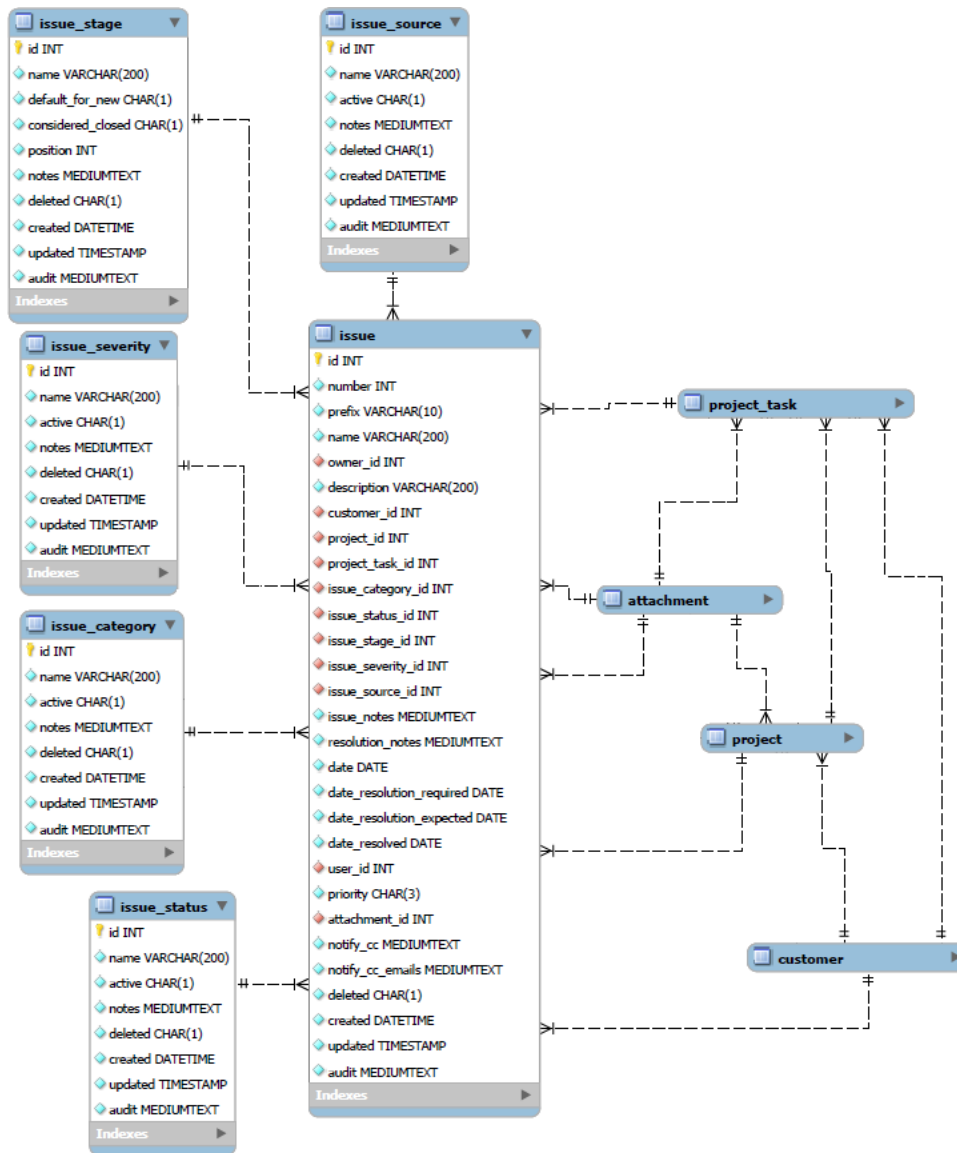 issue_stage
id INT
name VARCHAR(200)
default_for_new CHAR(1)
considered_closed CHAR(1)
position INT
notes MEDIUMTEXT
deleted CHAR(1)
created DATETIME
updated TIMESTAMP
audit MEDIUMTEXT
Indexes
issue_source
id INT
name VARCHAR(200)
active CHAR(1)
notes MEDIUMTEXT
deleted CHAR(1)
created DATETIME
updated TIMESTAMP
audit MEDIUMTEXT
Indexes
issue_severity
id INT
name VARCHAR(200)
active CHAR(1)
notes MEDIUMTEXT
deleted CHAR(1)
created DATETIME
updated TIMESTAMP
audit MEDIUMTEXT
Indexes
issue_category
id INT
name VARCHAR(200)
active CHAR(1)
notes MEDIUMTEXT
deleted CHAR(1)
created DATETIME
updated TIMESTAMP
audit MEDIUMTEXT
Indexes
issue_status
id INT
name VARCHAR(200)
active CHAR(1)
notes MEDIUMTEXT
deleted CHAR(1)
created DATETIME
updated TIMESTAMP
audit MEDIUMTEXT
Indexes
issue
id INT
number INT
prefix VARCHAR(10)
name VARCHAR(200)
owner_id INT
description VARCHAR(200)
customer_id INT
project_id INT
project_task_id INT
issue_category_id INT
issue_status_id INT
issue_stage_id INT
issue_severity_id INT
issue_source_id INT
issue_notes MEDIUMTEXT
resolution_notes MEDIUMTEXT
date DATE
date_resolution_required DATE
date_resolution_expected DATE
date_resolved DATE
user_id INT
priority CHAR(3)
attachment_id INT
notify_cc MEDIUMTEXT
notify_cc_emails MEDIUMTEXT
deleted CHAR(1)
created DATETIME
updated TIMESTAMP
audit MEDIUMTEXT
Indexes
project_task
attachment
project
customer